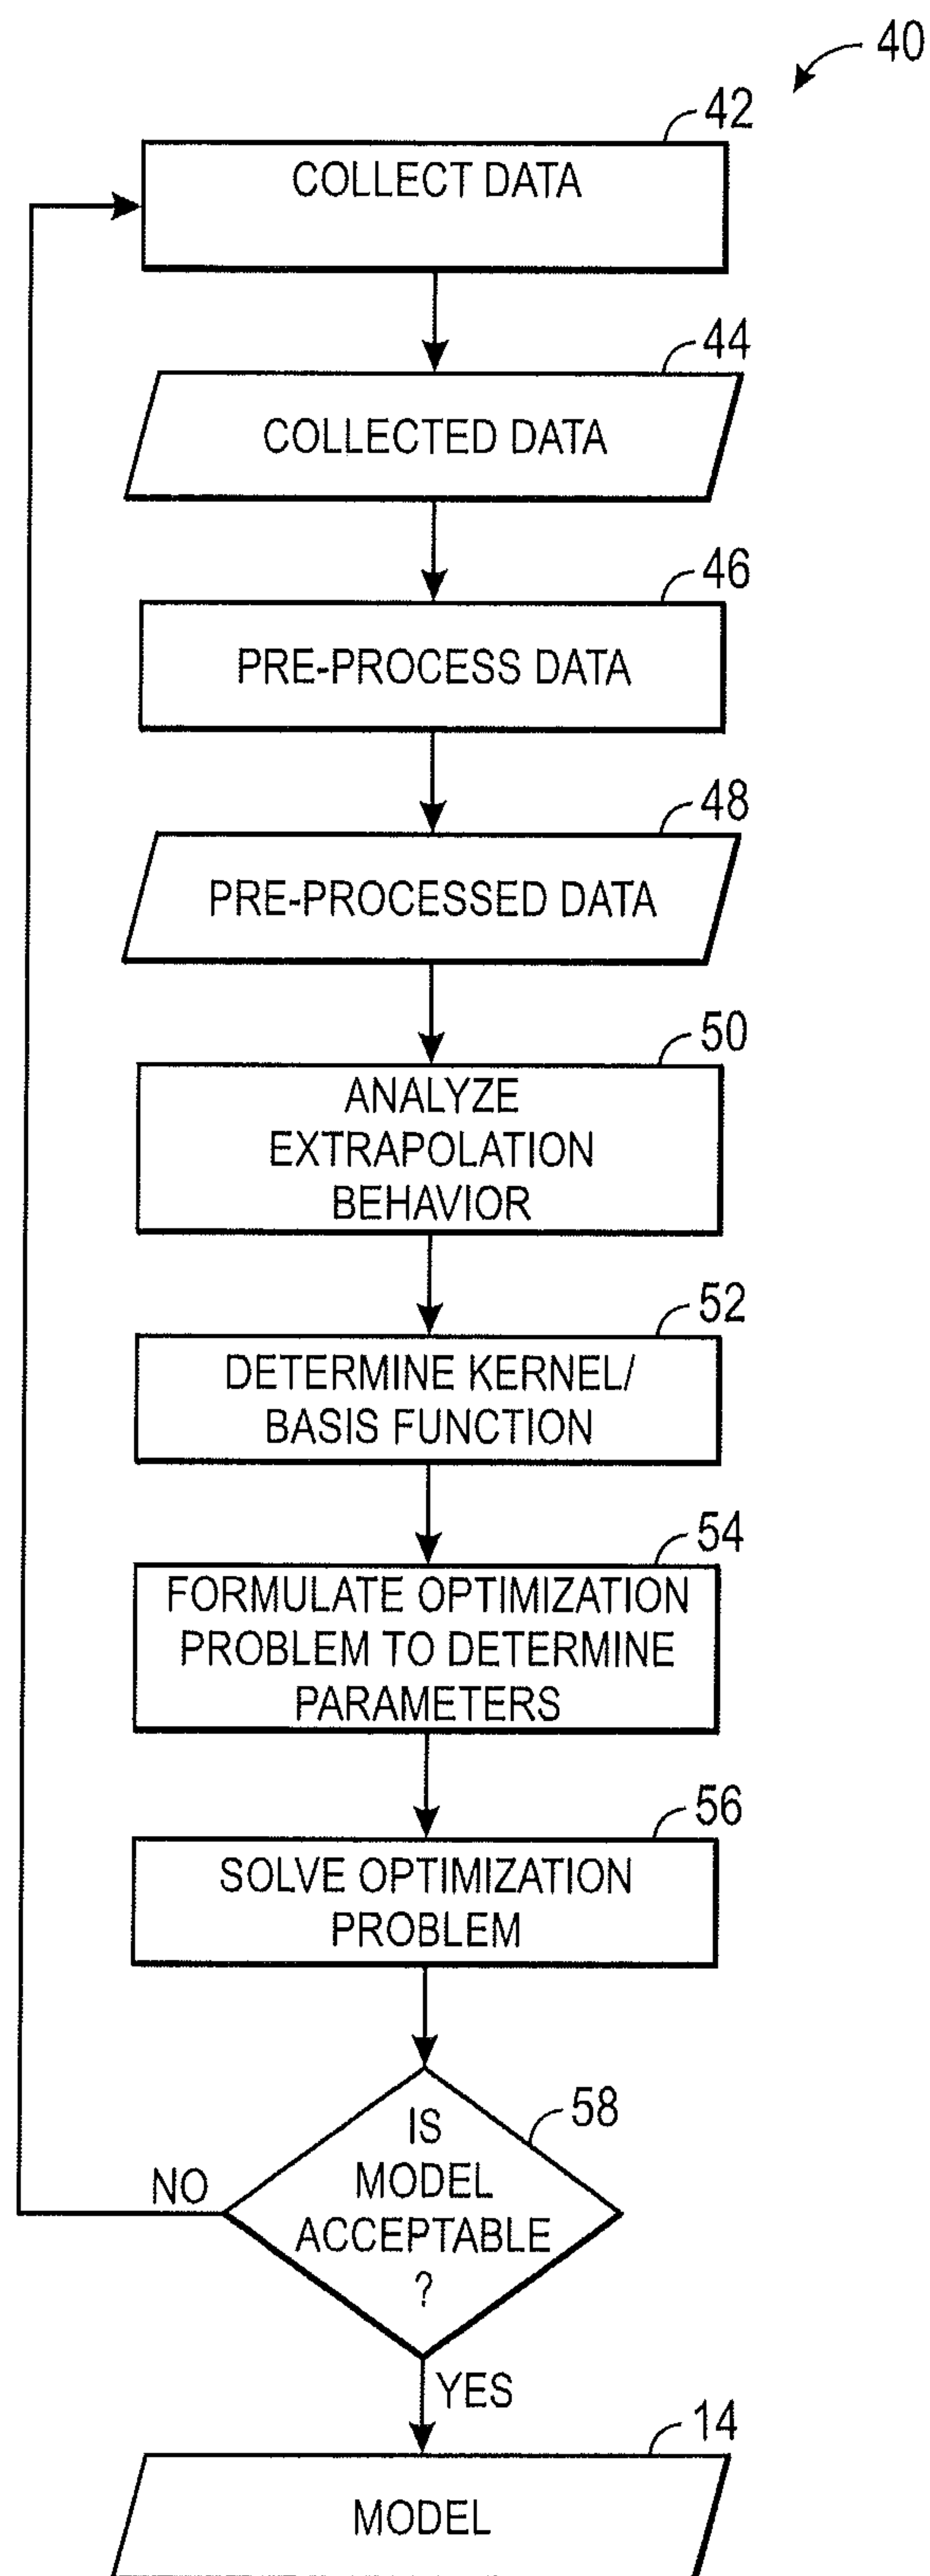 40
42
COLLECT DATA
44
COLLECTED DATA
46
PRE-PROCESS DATA
48
PRE-PROCESSED DATA
50
ANALYZE
EXTRAPOLATION
BEHAVIOR
52
DETERMINE KERNEL/
BASIS FUNCTION
54
FORMULATE OPTIMIZATION
PROBLEM TO DETERMINE
PARAMETERS
56
SOLVE OPTIMIZATION
PROBLEM
58
IS
MODEL
ACCEPTABLE
?
NO
YES
14
MODEL